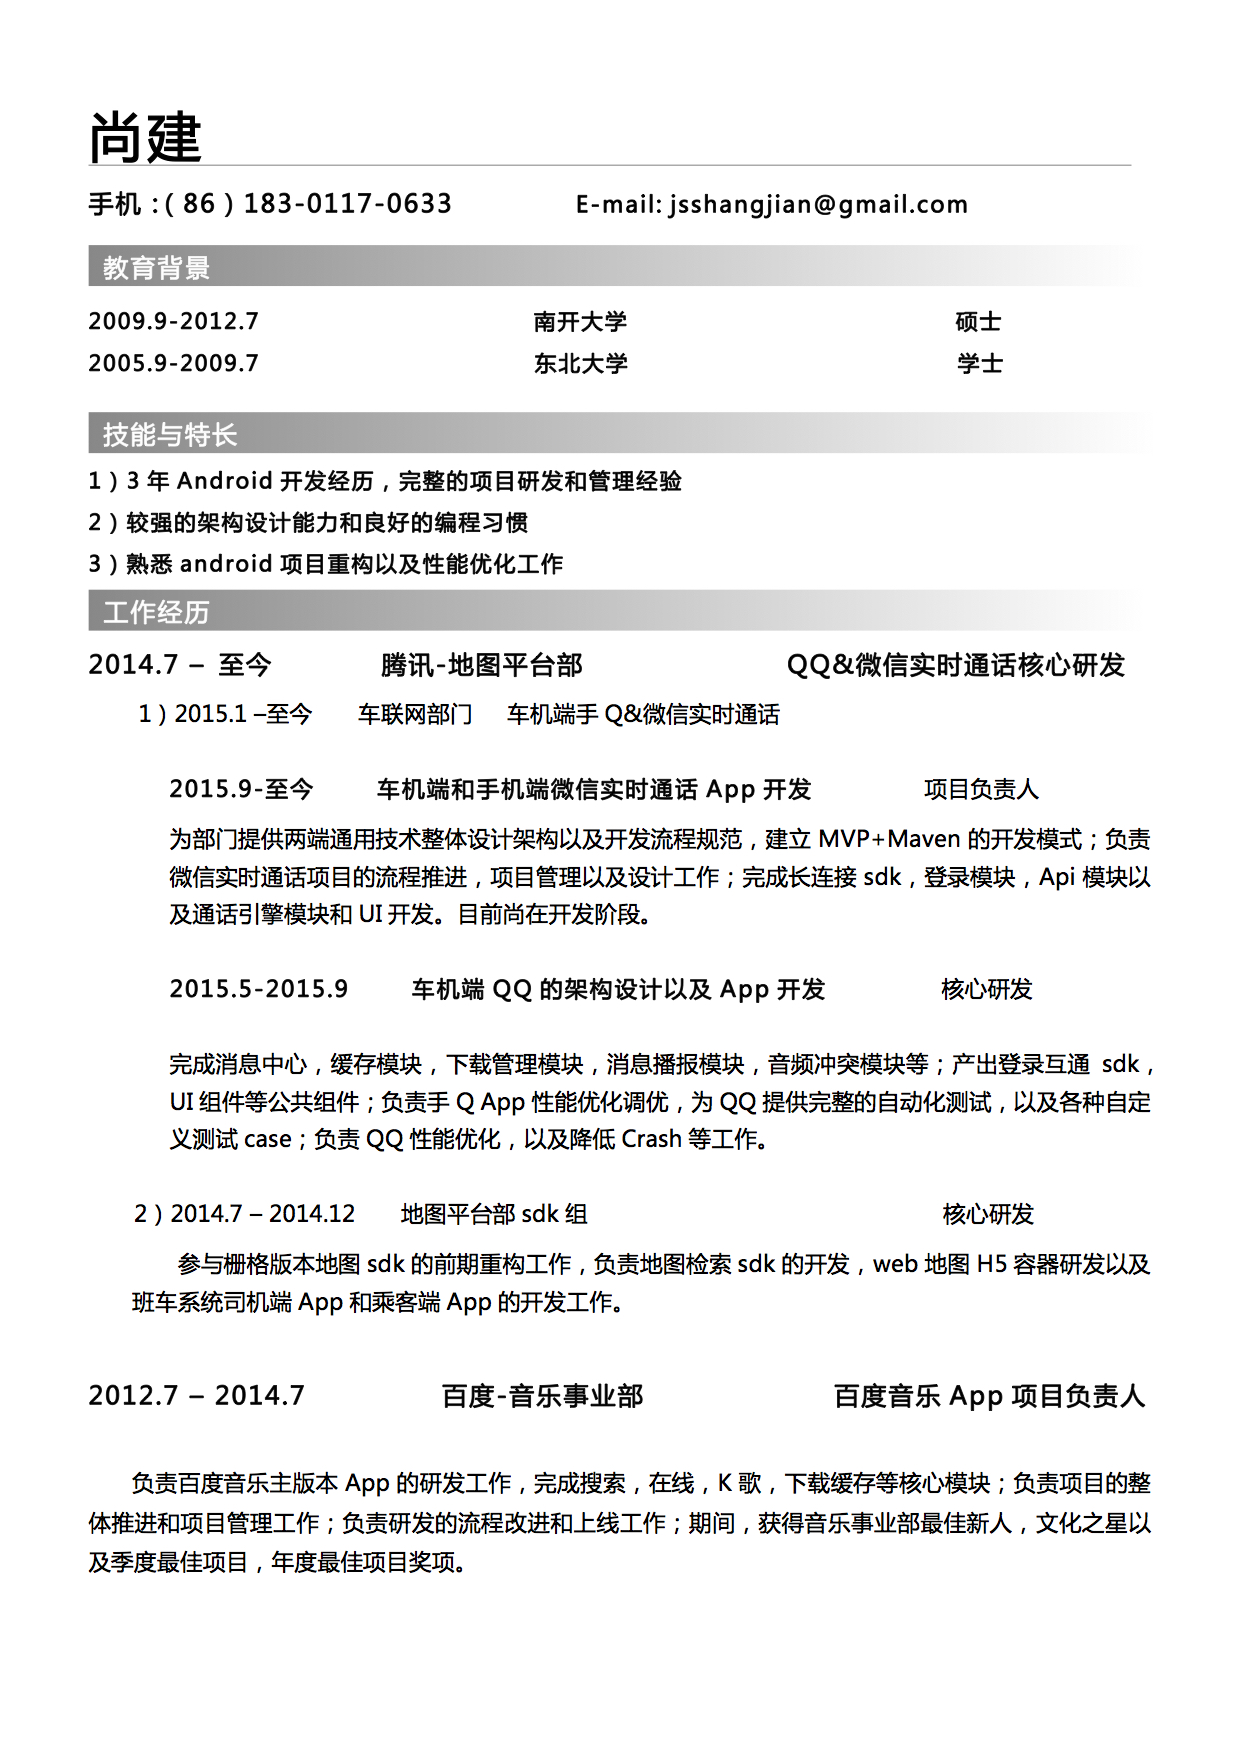 尚建
手机：（86）183-0117-0633 E-mail: jsshangjian@gmail.com
教育背景
2009.9-2012.7 南开大学 硕士
2005.9-2009.7 东北大学 学士
技能与特长
1）3 年 Android 开发经历，完整的项目研发和管理经验
2）较强的架构设计能力和良好的编程习惯
3）熟悉 android 项目重构以及性能优化工作
工作经历
2014.7 – 至今 腾讯-地图平台部 QQ&微信实时通话核心研发
1）2015.1 –至今 车联网部门 车机端手 Q&微信实时通话
2015.9-至今 车机端和手机端微信实时通话 App 开发 项目负责人
为部门提供两端通用技术整体设计架构以及开发流程规范，建立 MVP+Maven 的开发模式；负责
微信实时通话项目的流程推进，项目管理以及设计工作；完成长连接 sdk，登录模块，Api 模块以
及通话引擎模块和 UI 开发。目前尚在开发阶段。
2015.5-2015.9 车机端 QQ 的架构设计以及 App 开发 核心研发
完成消息中心，缓存模块，下载管理模块，消息播报模块，音频冲突模块等；产出登录互通 sdk，
UI 组件等公共组件；负责手 Q App 性能优化调优，为 QQ 提供完整的自动化测试，以及各种自定
义测试 case；负责 QQ 性能优化，以及降低 Crash 等工作。
2）2014.7 – 2014.12 地图平台部 sdk 组 核心研发
参与栅格版本地图 sdk 的前期重构工作，负责地图检索 sdk 的开发，web 地图 H5 容器研发以及
班车系统司机端 App 和乘客端 App 的开发工作。
2012.7 – 2014.7 百度-音乐事业部 百度音乐 App 项目负责人
负责百度音乐主版本 App 的研发工作，完成搜索，在线，K 歌，下载缓存等核心模块；负责项目的整
体推进和项目管理工作；负责研发的流程改进和上线工作；期间，获得音乐事业部最佳新人，文化之星以
及季度最佳项目，年度最佳项目奖项。